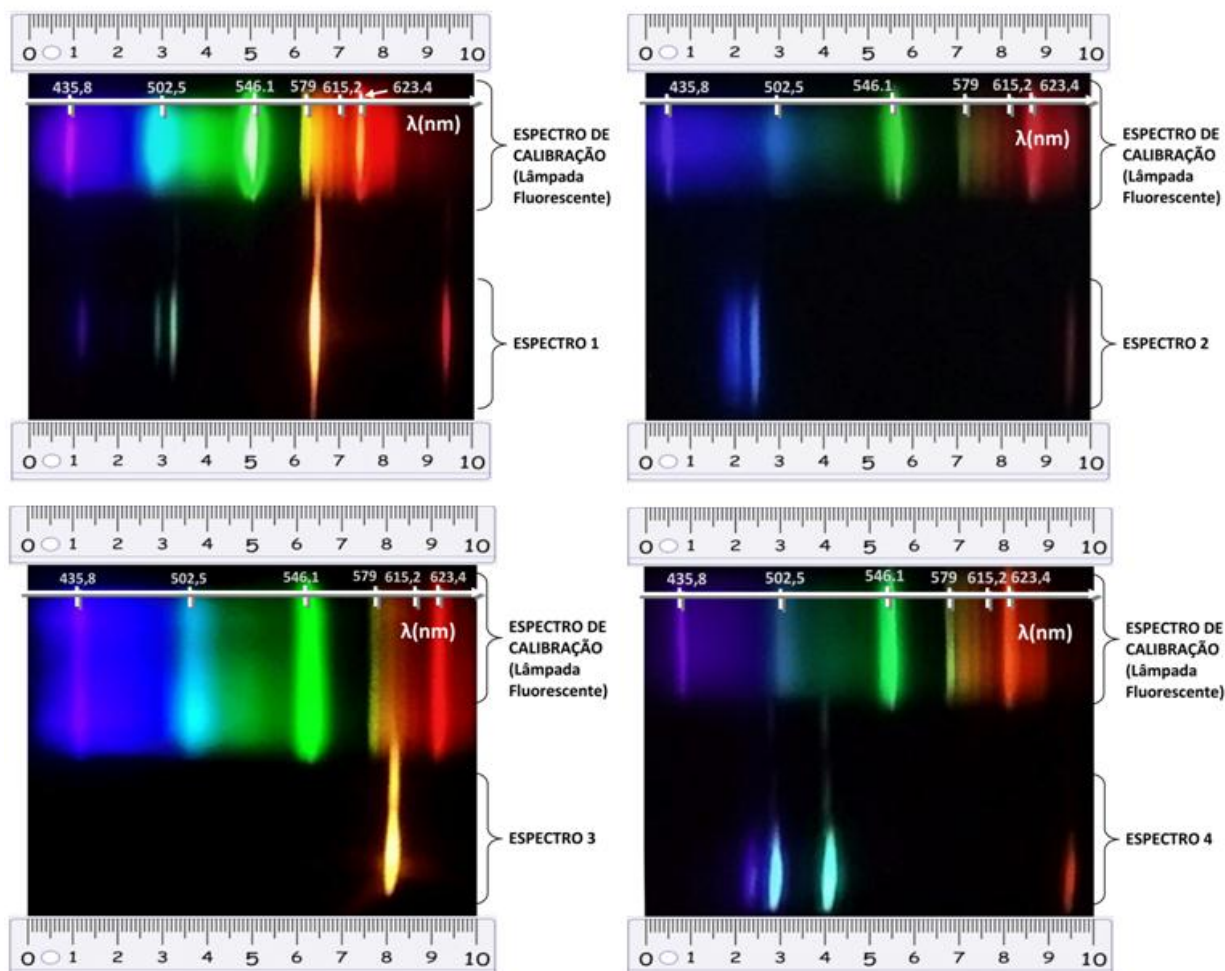 0 1 2 3 4 5 6 7 8 9 10
435,8 502,5 546.1 579 615,2 623.4
λ(nm)
ESPECTRO DE
CALIBRAÇÃO
(Lâmpada
Fluorescente)
ESPECTRO 1
0 1 2 3 4 5 6 7 8 9 10
0 1 2 3 4 5 6 7 8 9 10
435,8 502,5 546.1 579 615,2 623.4
λ(nm)
ESPECTRO DE
CALIBRAÇÃO
(Lâmpada
Fluorescente)
ESPECTRO 2
0 1 2 3 4 5 6 7 8 9 10
0 1 2 3 4 5 6 7 8 9 10
435,8 502,5 546.1 579 615,2 623,4
λ(nm)
ESPECTRO DE
CALIBRAÇÃO
(Lâmpada
Fluorescente)
ESPECTRO 3
0 1 2 3 4 5 6 7 8 9 10
0 1 2 3 4 5 6 7 8 9 10
435,8 502,5 546.1 579 615,2 623,4
λ(nm)
ESPECTRO DE
CALIBRAÇÃO
(Lâmpada
Fluorescente)
ESPECTRO 4
0 1 2 3 4 5 6 7 8 9 10